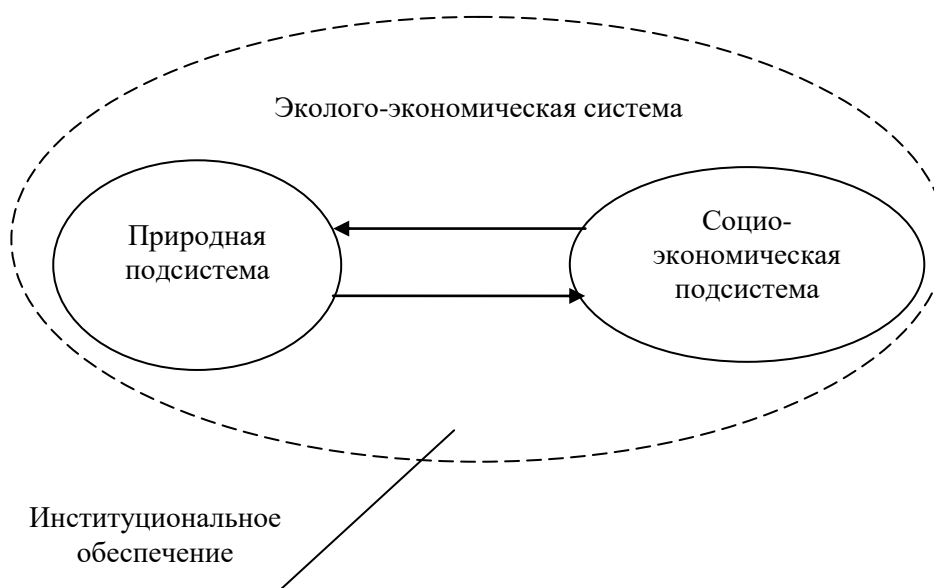 Эколого-экономическая система
Природная
подсистема
Социо-
экономическая
подсистема
Институциональное
обеспечение